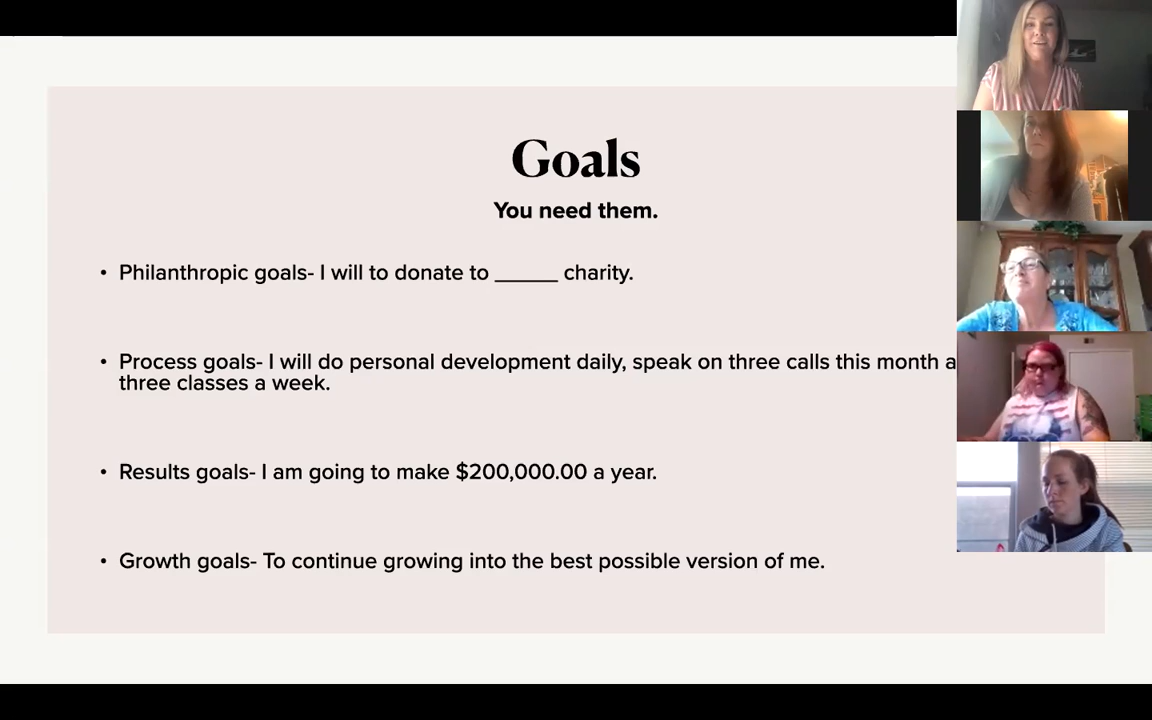 Goals
You need them.
• Philanthropic goals- I will to donate to ______ charity.
• Process goals- I will do personal development daily, speak on three calls this month a
three classes a week.
• Results goals- I am going to make $200,000.00 a year.
• Growth goals- To continue growing into the best possible version of me.